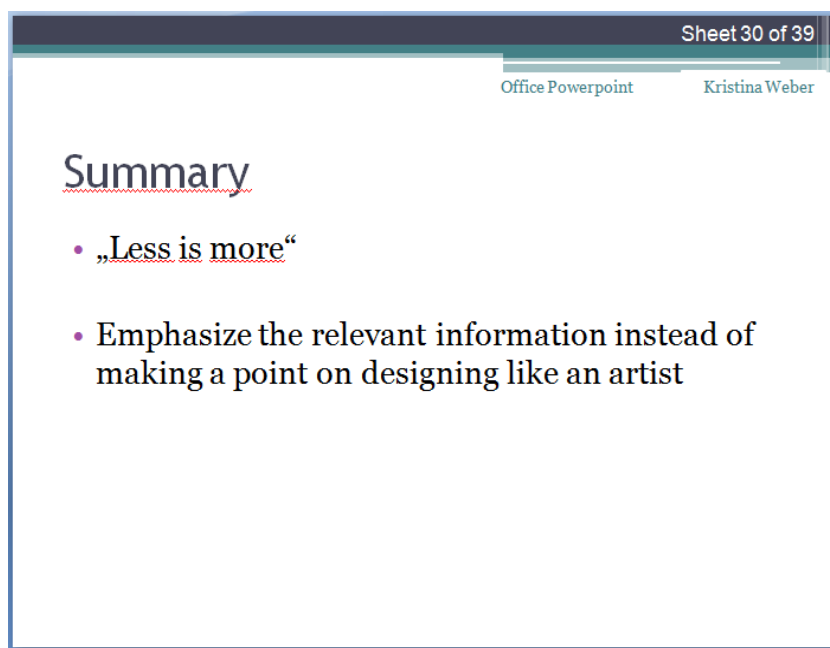 Sheet 30 of 39
Office Powerpoint Kristina Weber
Summary
• „Less is more“
• Emphasize the relevant information instead of
making a point on designing like an artist